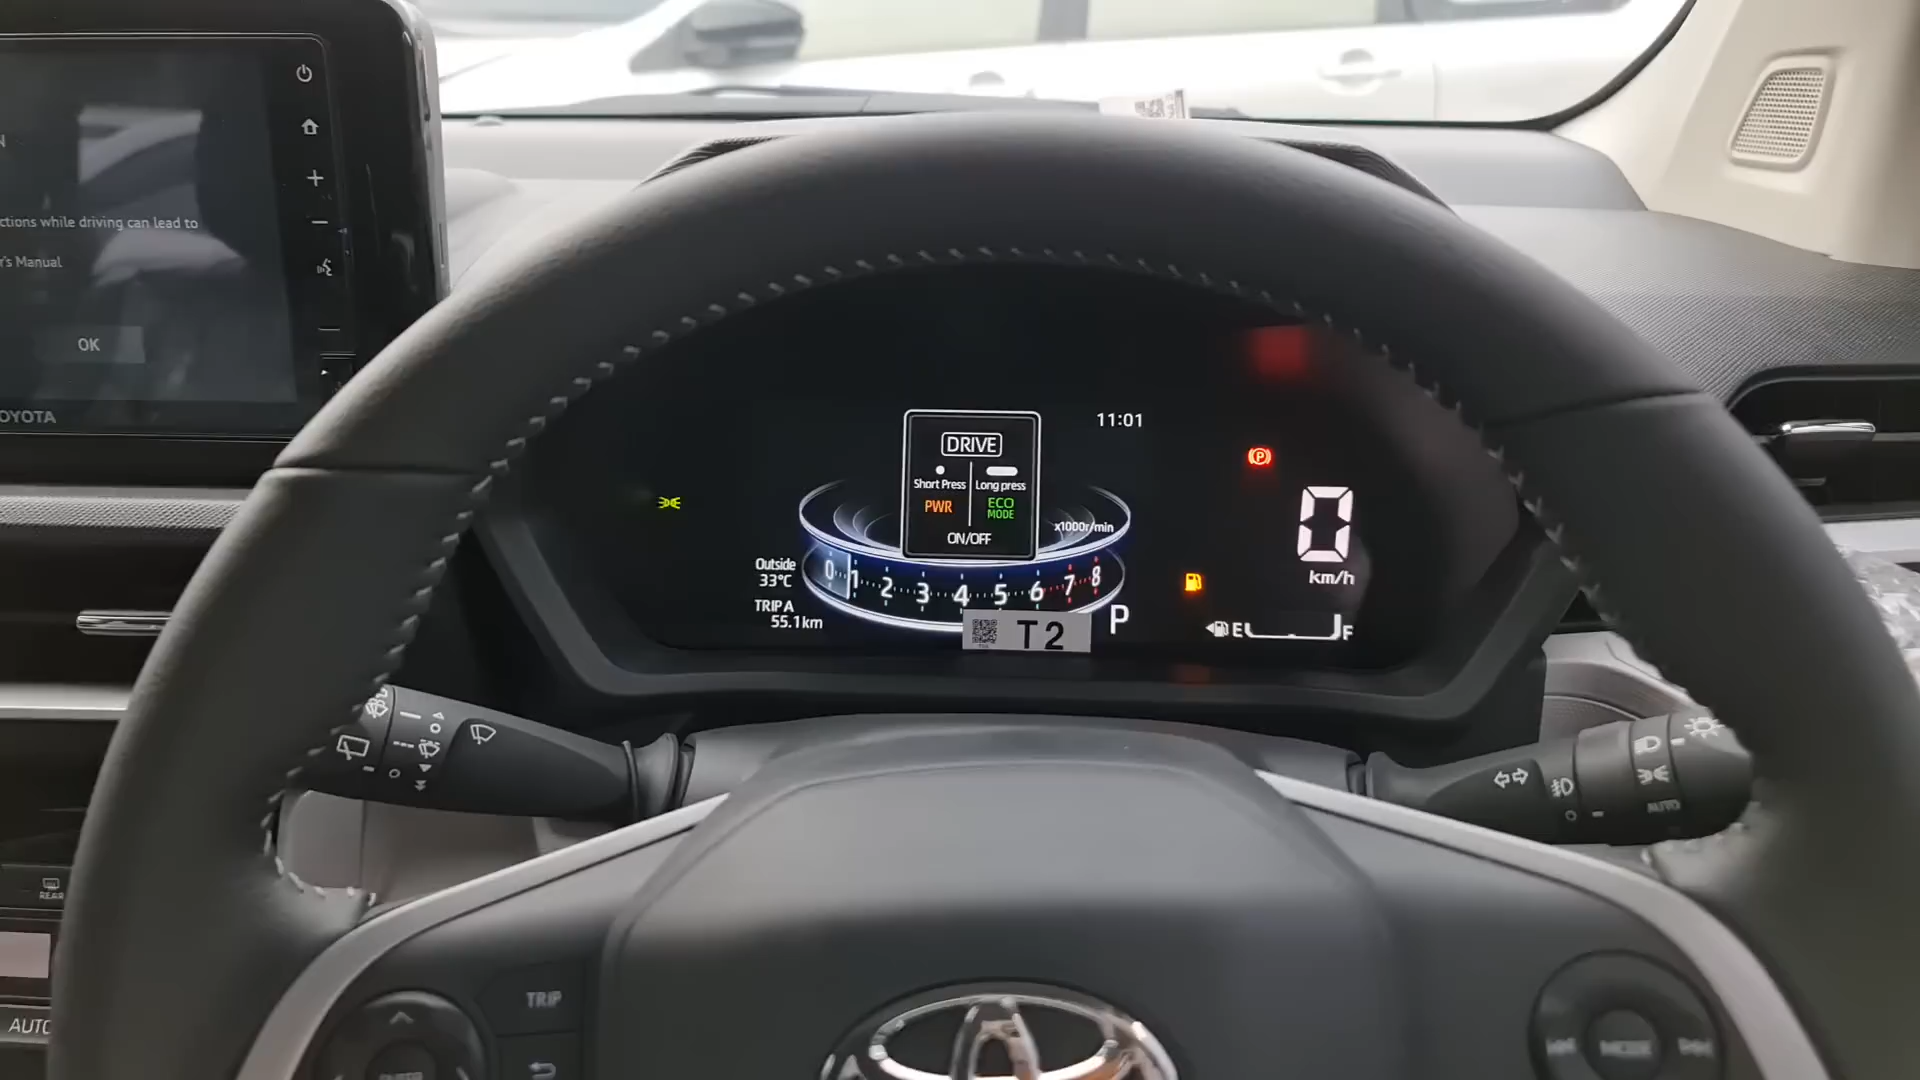 ctions while driving can lead to
r's Manual
OK
OYOTA
11:01
DRIVE
Short Press
Long press
PWR
ECO
MODE
ON/OFF
x1000r/min
Outside
33°C
TRIP A
55.1km
0 1 2 3 4 5 6 7 8
T2
P
0
km/h
E F
AUTO
REAR
AUTO
TRIP
MODE